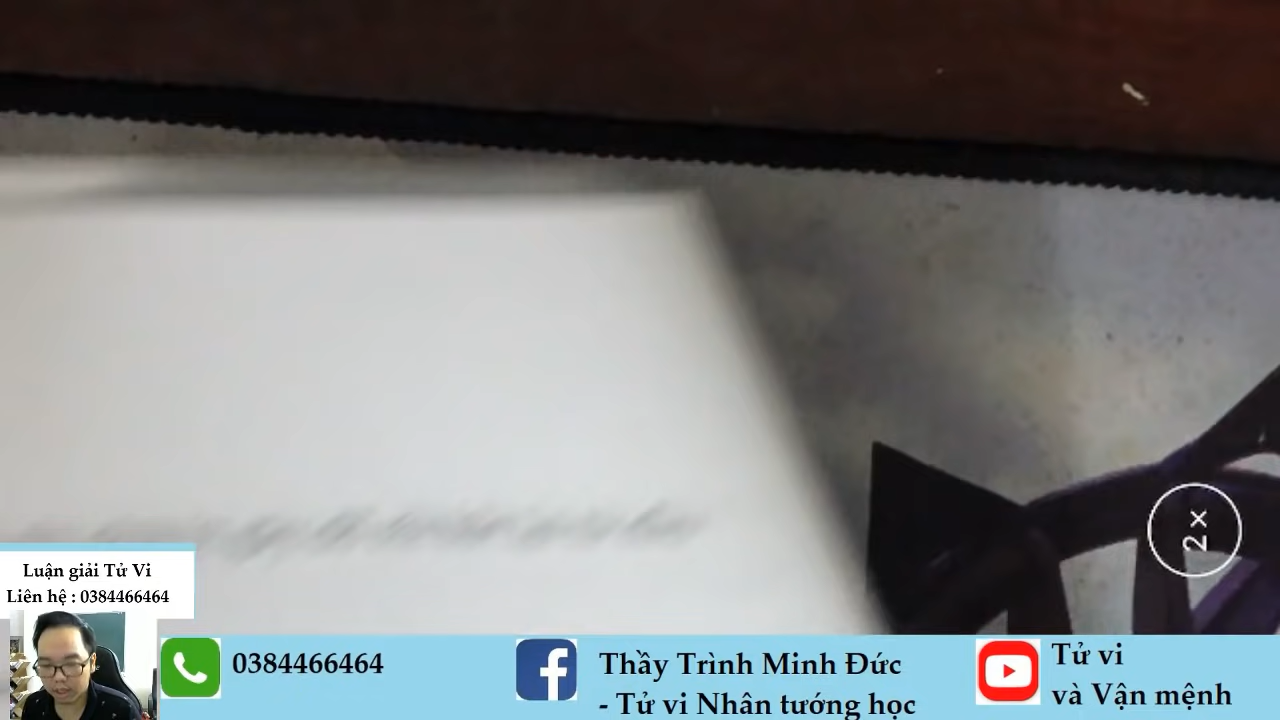 2×
Luận giải Tử Vi
Liên hệ : 0384466464
0384466464
Thầy Trình Minh Đức
- Tử vi Nhân tướng học
Tử vi
và Vận mệnh